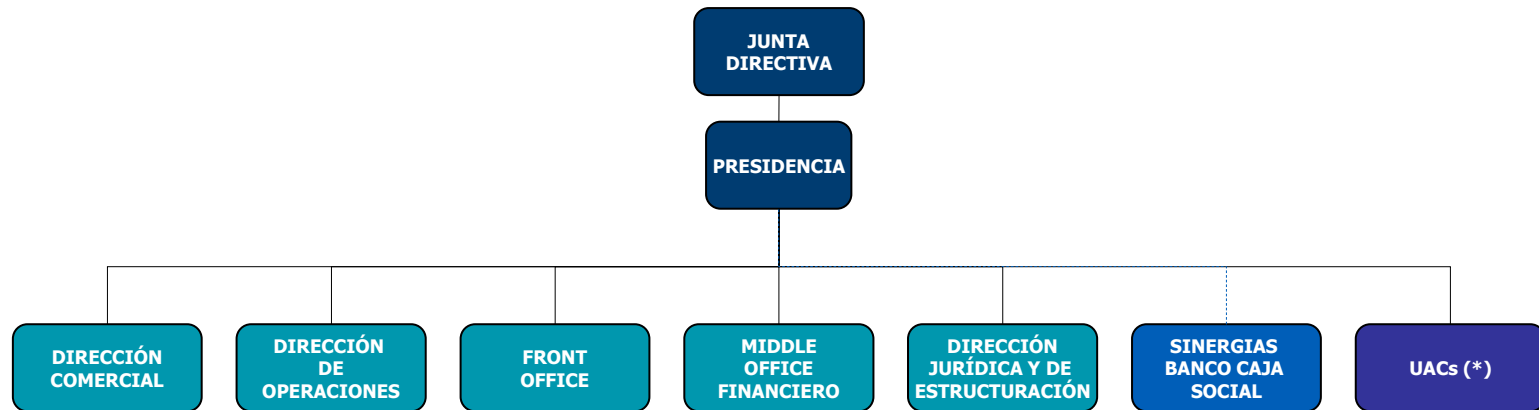 JUNTA
DIRECTIVA
PRESIDENCIA
DIRECCIÓN
COMERCIAL
DIRECCIÓN
DE
OPERACIONES
FRONT
OFFICE
MIDDLE
OFFICE
FINANCIERO
DIRECCIÓN
JURÍDICA Y DE
ESTRUCTURACIÓN
SINERGIAS
BANCO CAJA
SOCIAL
UACs (*)